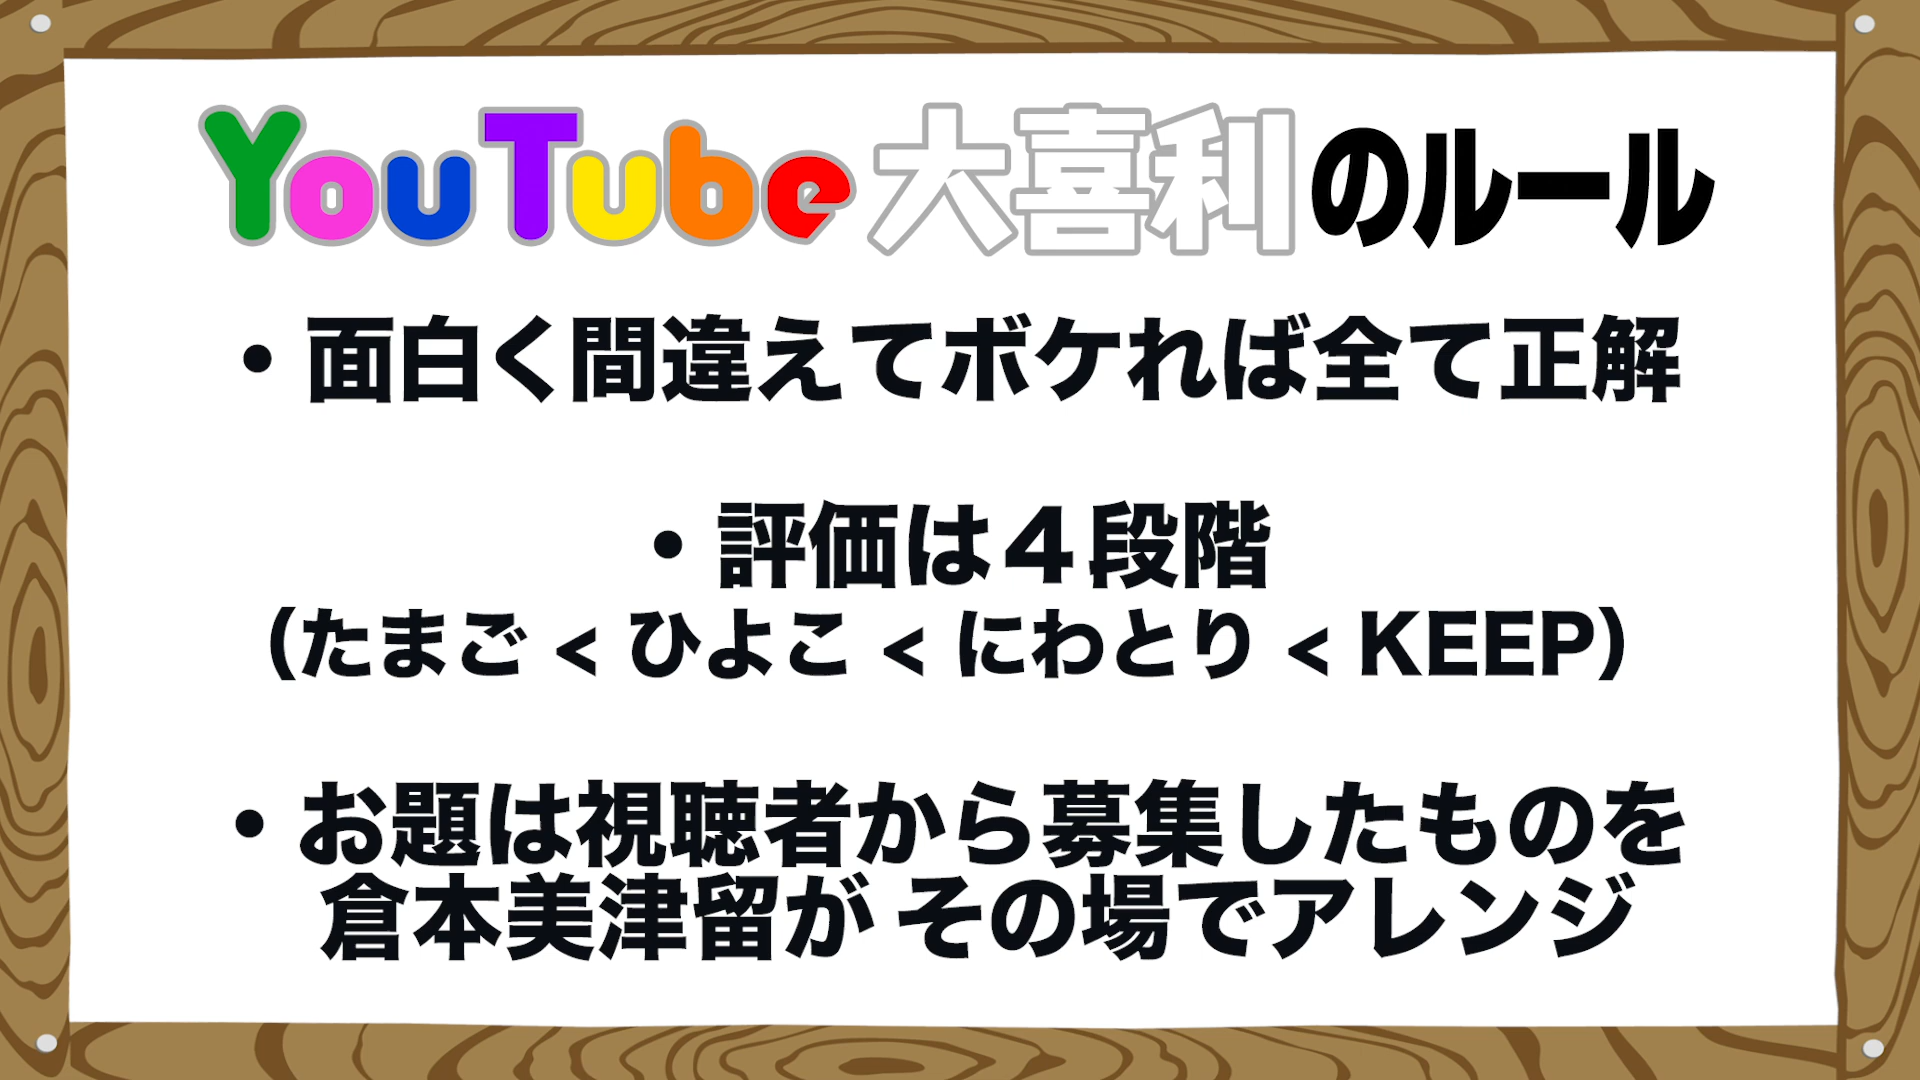 YouTube大喜利のルール
・面白く間違えてボケれば全て正解
・評価は４段階
（たまご < ひよこ < にわとり < KEEP）
・お題は視聴者から募集したものを
倉本美津留が その場でアレンジ